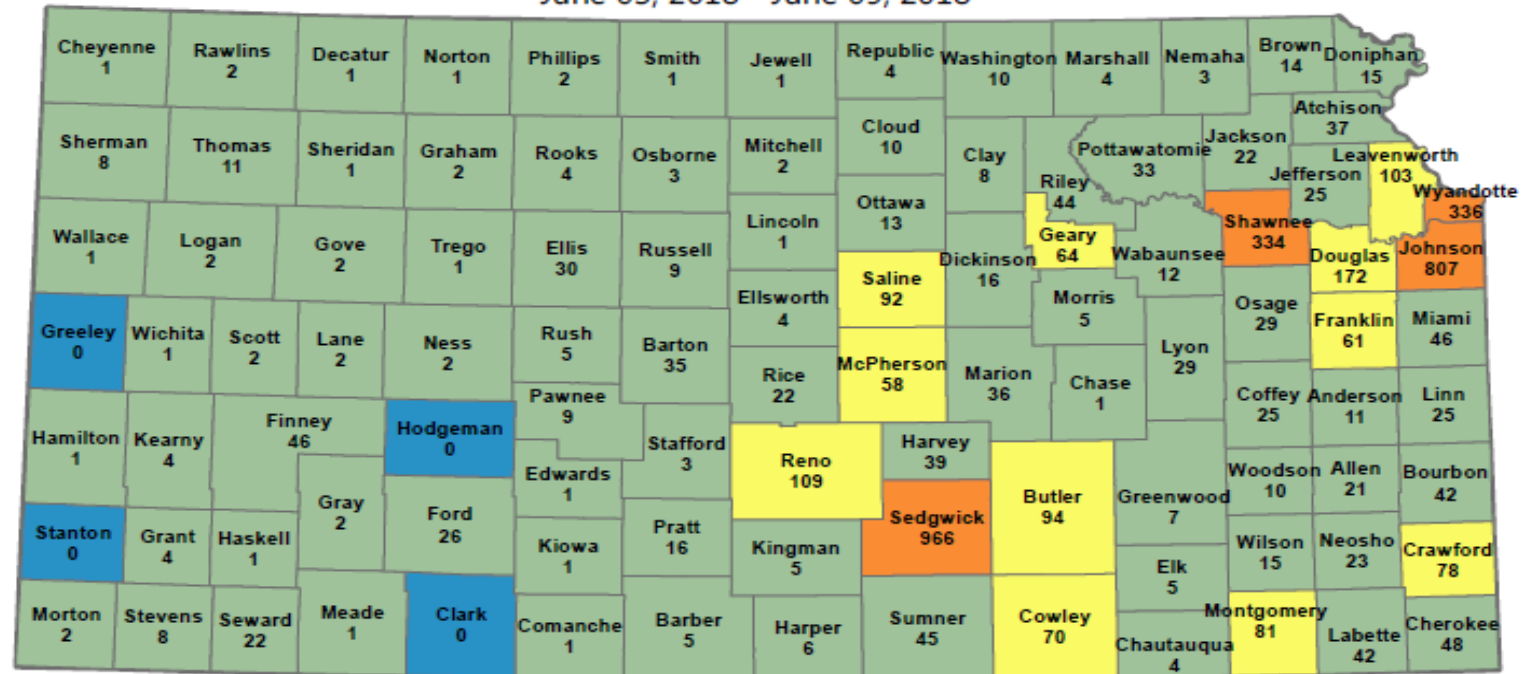 June 03, 2018 - June 09, 2018
Cheyenne
1
Rawlins
2
Decatur
1
Norton
1
Phillips
2
Smith
1
Jewell
1
Republic
4
Washington
10
Marshall
4
Nemaha
3
Brown
14
Doniphan
15
Sherman
8
Thomas
11
Sheridan
1
Graham
2
Rooks
4
Osborne
3
Mitchell
2
Cloud
10
Clay
8
Riley
44
Pottawatomie
33
Jackson
22
Atchison
37
Jefferson
25
Leavenworth
103
Wyandotte
336
Wallace
1
Logan
2
Gove
2
Trego
1
Ellis
30
Russell
9
Lincoln
1
Ottawa
13
Saline
92
Dickinson
16
Geary
64
Wabaunsee
12
Shawnee
334
Douglas
172
Johnson
807
Greeley
0
Wichita
1
Scott
2
Lane
2
Ness
2
Rush
5
Barton
35
Ellsworth
4
Rice
22
McPherson
58
Marion
36
Morris
5
Chase
1
Lyon
29
Osage
29
Franklin
61
Miami
46
Hamilton
1
Kearny
4
Finney
46
Hodgeman
0
Pawnee
9
Stafford
3
Edwards
1
Reno
109
Harvey
39
Sedgwick
966
Butler
94
Greenwood
7
Coffey
25
Anderson
11
Linn
25
Woodson
10
Allen
21
Bourbon
42
Stanton
0
Grant
4
Haskell
1
Gray
2
Ford
26
Kiowa
1
Pratt
16
Kingman
5
Elk
5
Wilson
15
Neosho
23
Crawford
78
Morton
2
Stevens
8
Seward
22
Meade
1
Clark
0
Comanche
1
Barber
5
Harper
6
Sumner
45
Cowley
70
Chautauqua
4
Montgomery
81
Labette
42
Cherokee
48